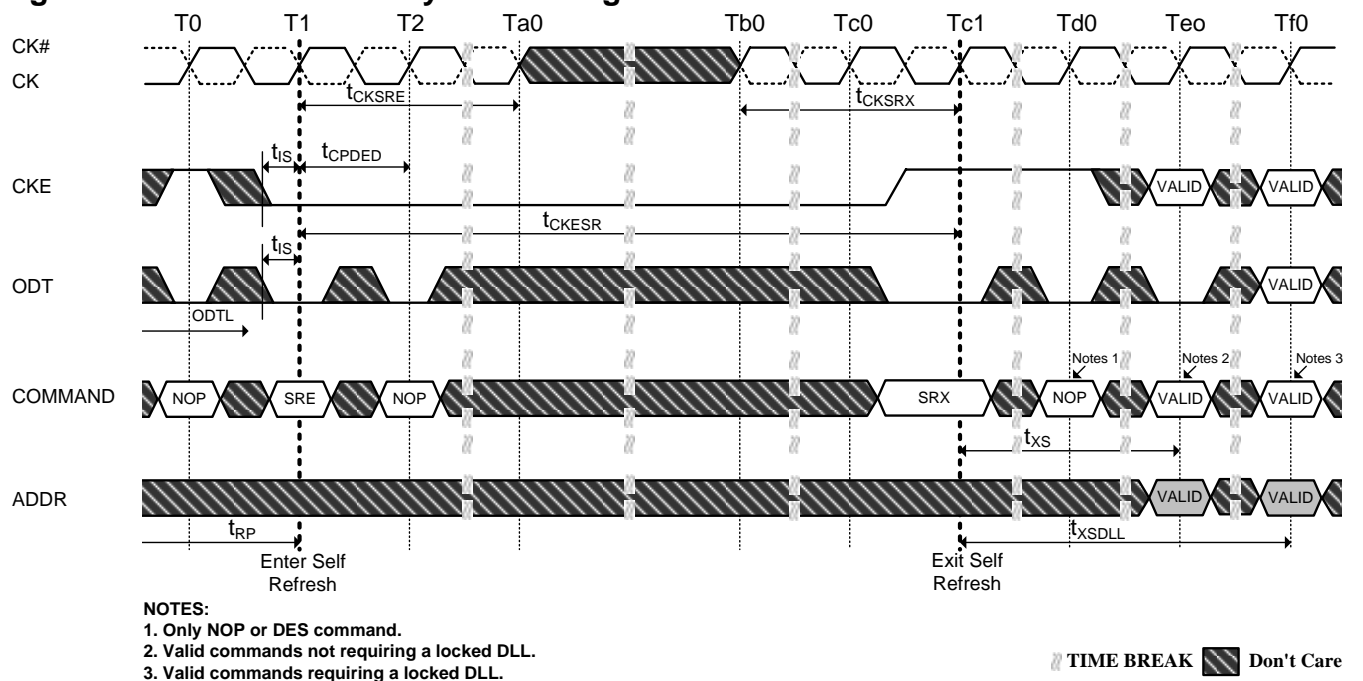 T0 T1 T2 Ta0 Tb0 Tc0 Tc1 Td0 Teo Tf0
CK#
CK
tCKSRE
tCKSRX
tIS
tCPDED
CKE
VALID
VALID
tCKESR
tIS
ODT
VALID
ODTL
Notes 1
Notes 2
Notes 3
COMMAND
NOP
SRE
NOP
SRX
NOP
VALID
VALID
tXS
ADDR
VALID
VALID
tRP
tXSDLL
Enter Self
Refresh
Exit Self
Refresh
NOTES:
1. Only NOP or DES command.
2. Valid commands not requiring a locked DLL.
3. Valid commands requiring a locked DLL.
TIME BREAK
Don't Care